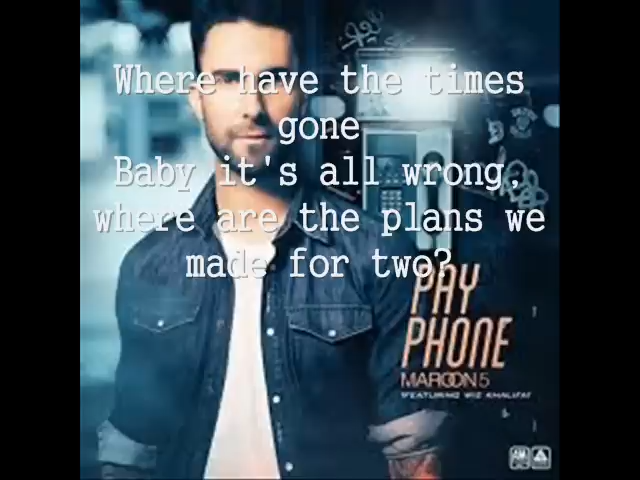 Where have the times
gone
Baby it's all wrong,
where are the plans we
made for two?
PAY
PHONE
MAROON 5
FEATURING WIZ KHALIFA